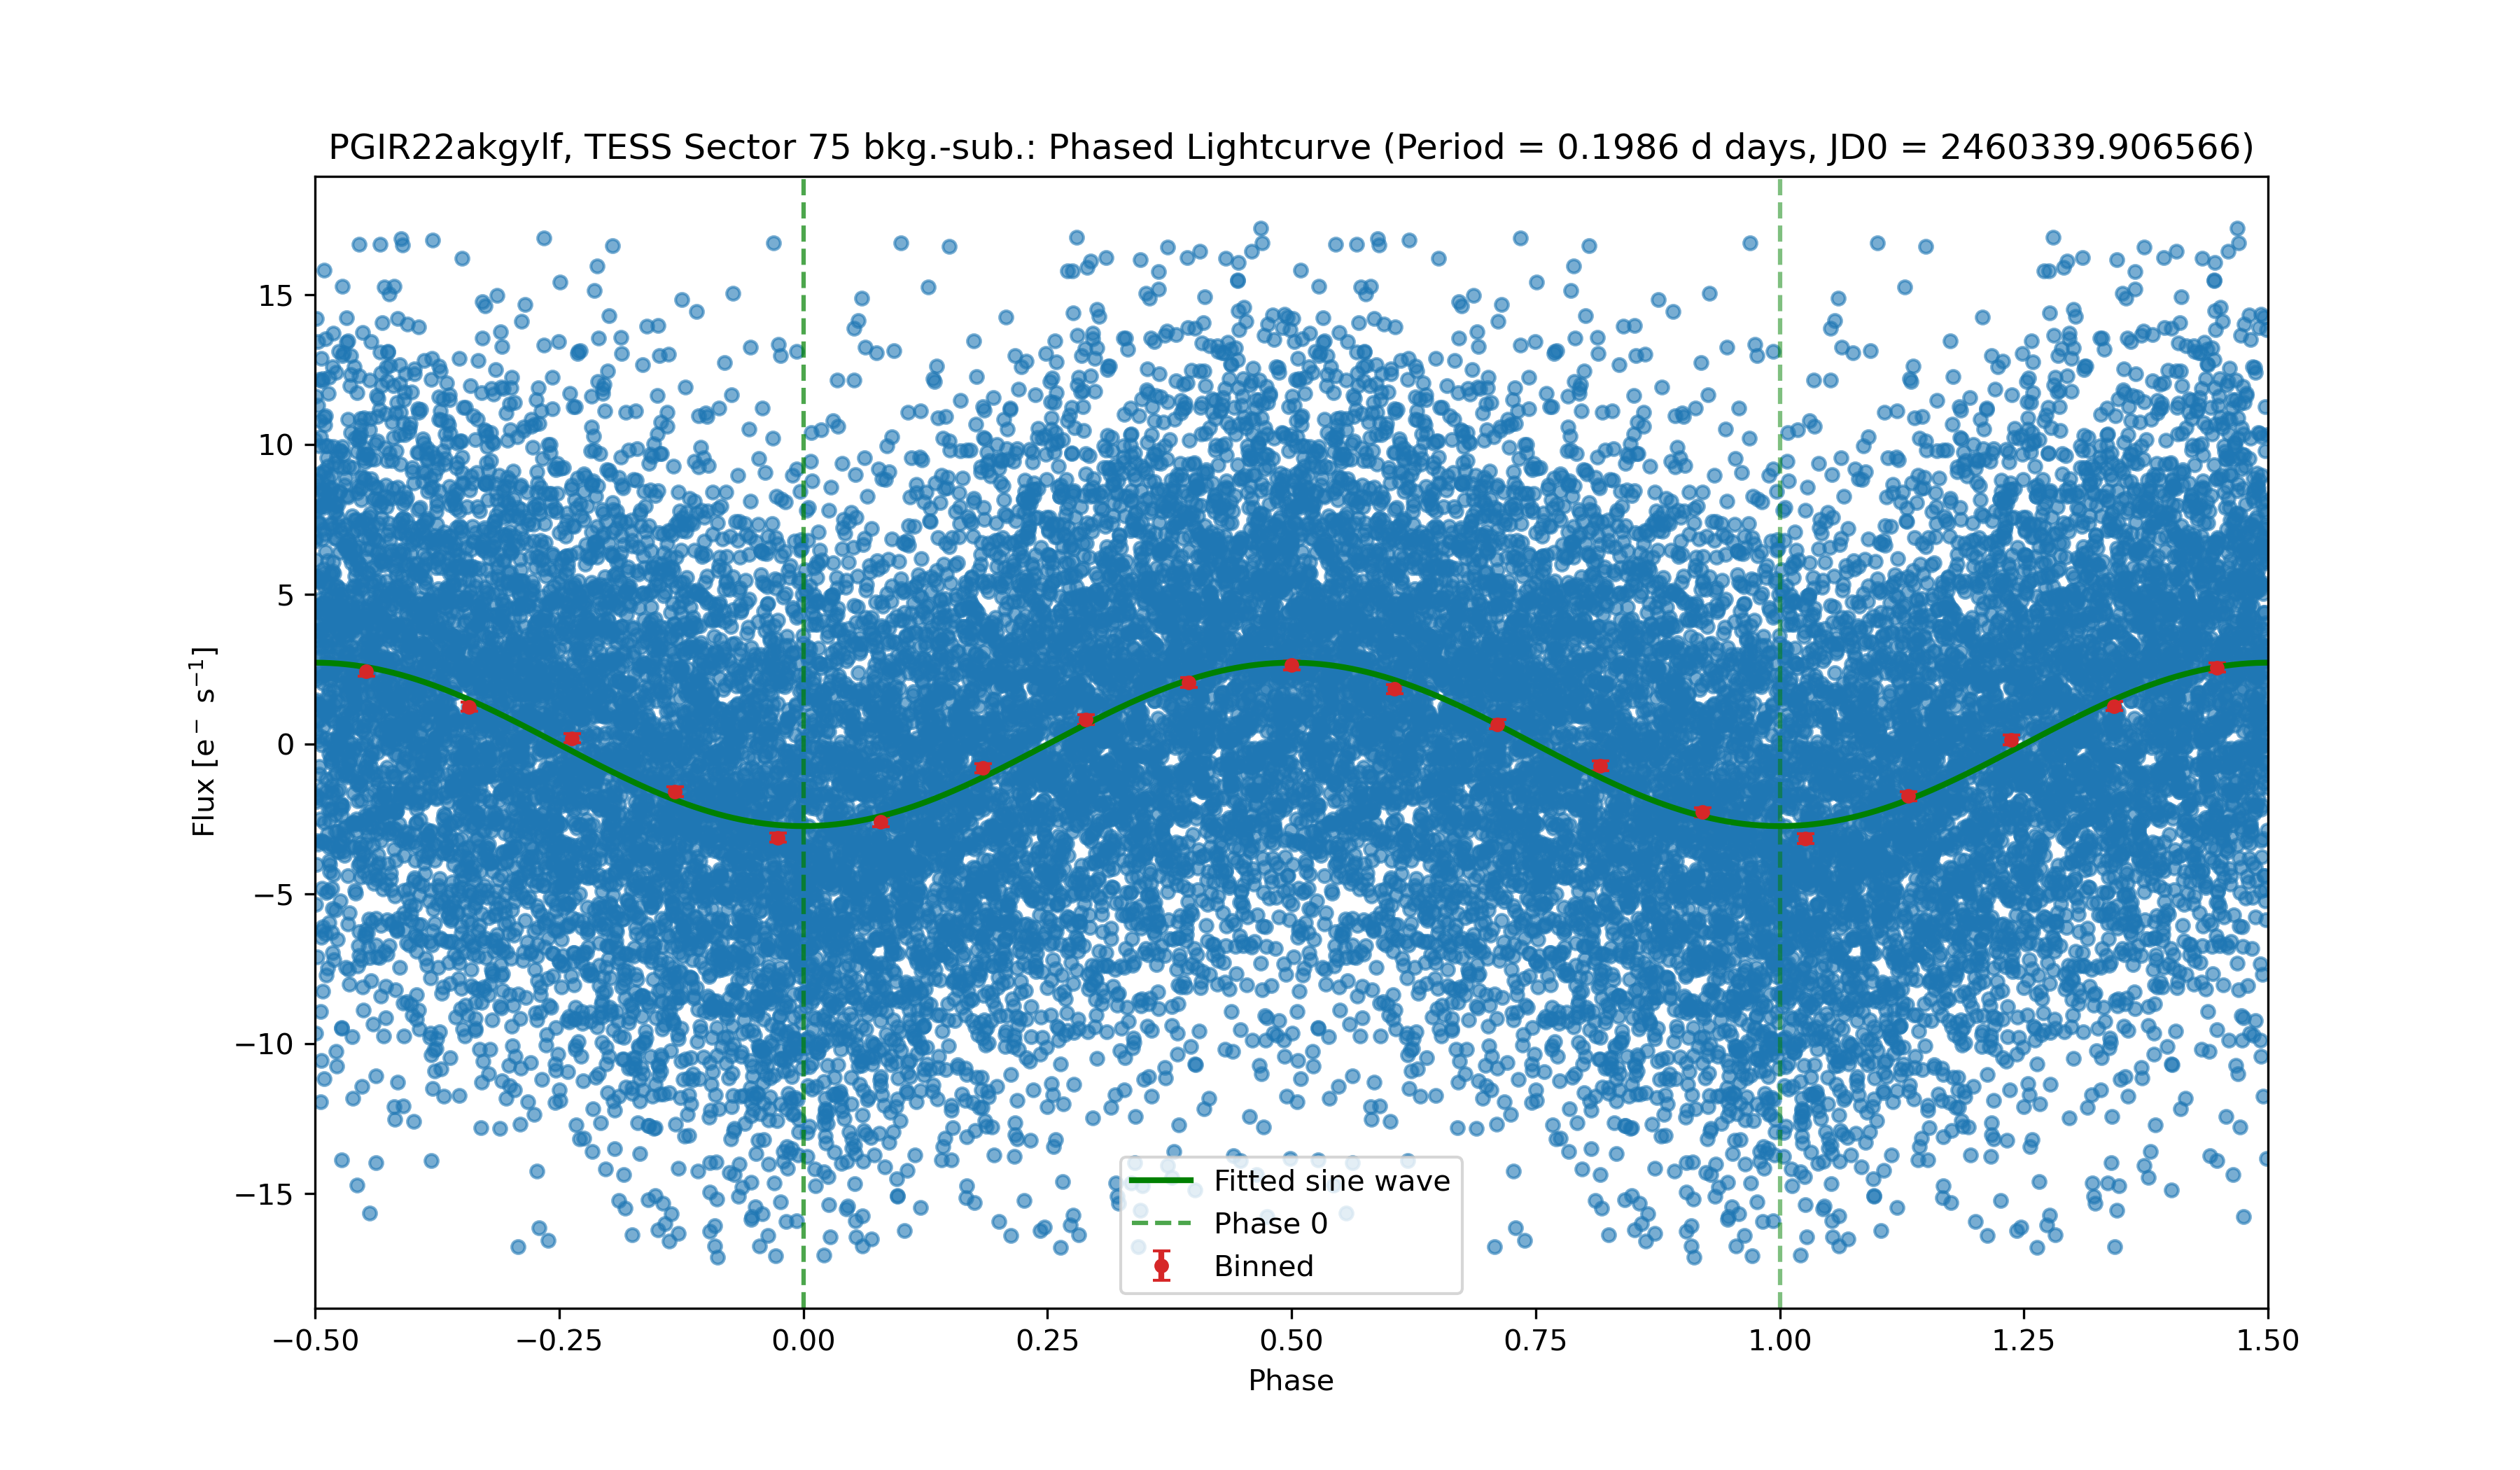 PGIR22akgylf, TESS Sector 75 bkg.-sub.: Phased Lightcurve (Period = 0.1986 d days, JD0 = 2460339.906566)
Flux [e⁻ s⁻¹]
15
10
5
0
−5
−10
−15
Fitted sine wave
Phase 0
Binned
−0.50 −0.25 0.00 0.25 0.50 0.75 1.00 1.25 1.50
Phase